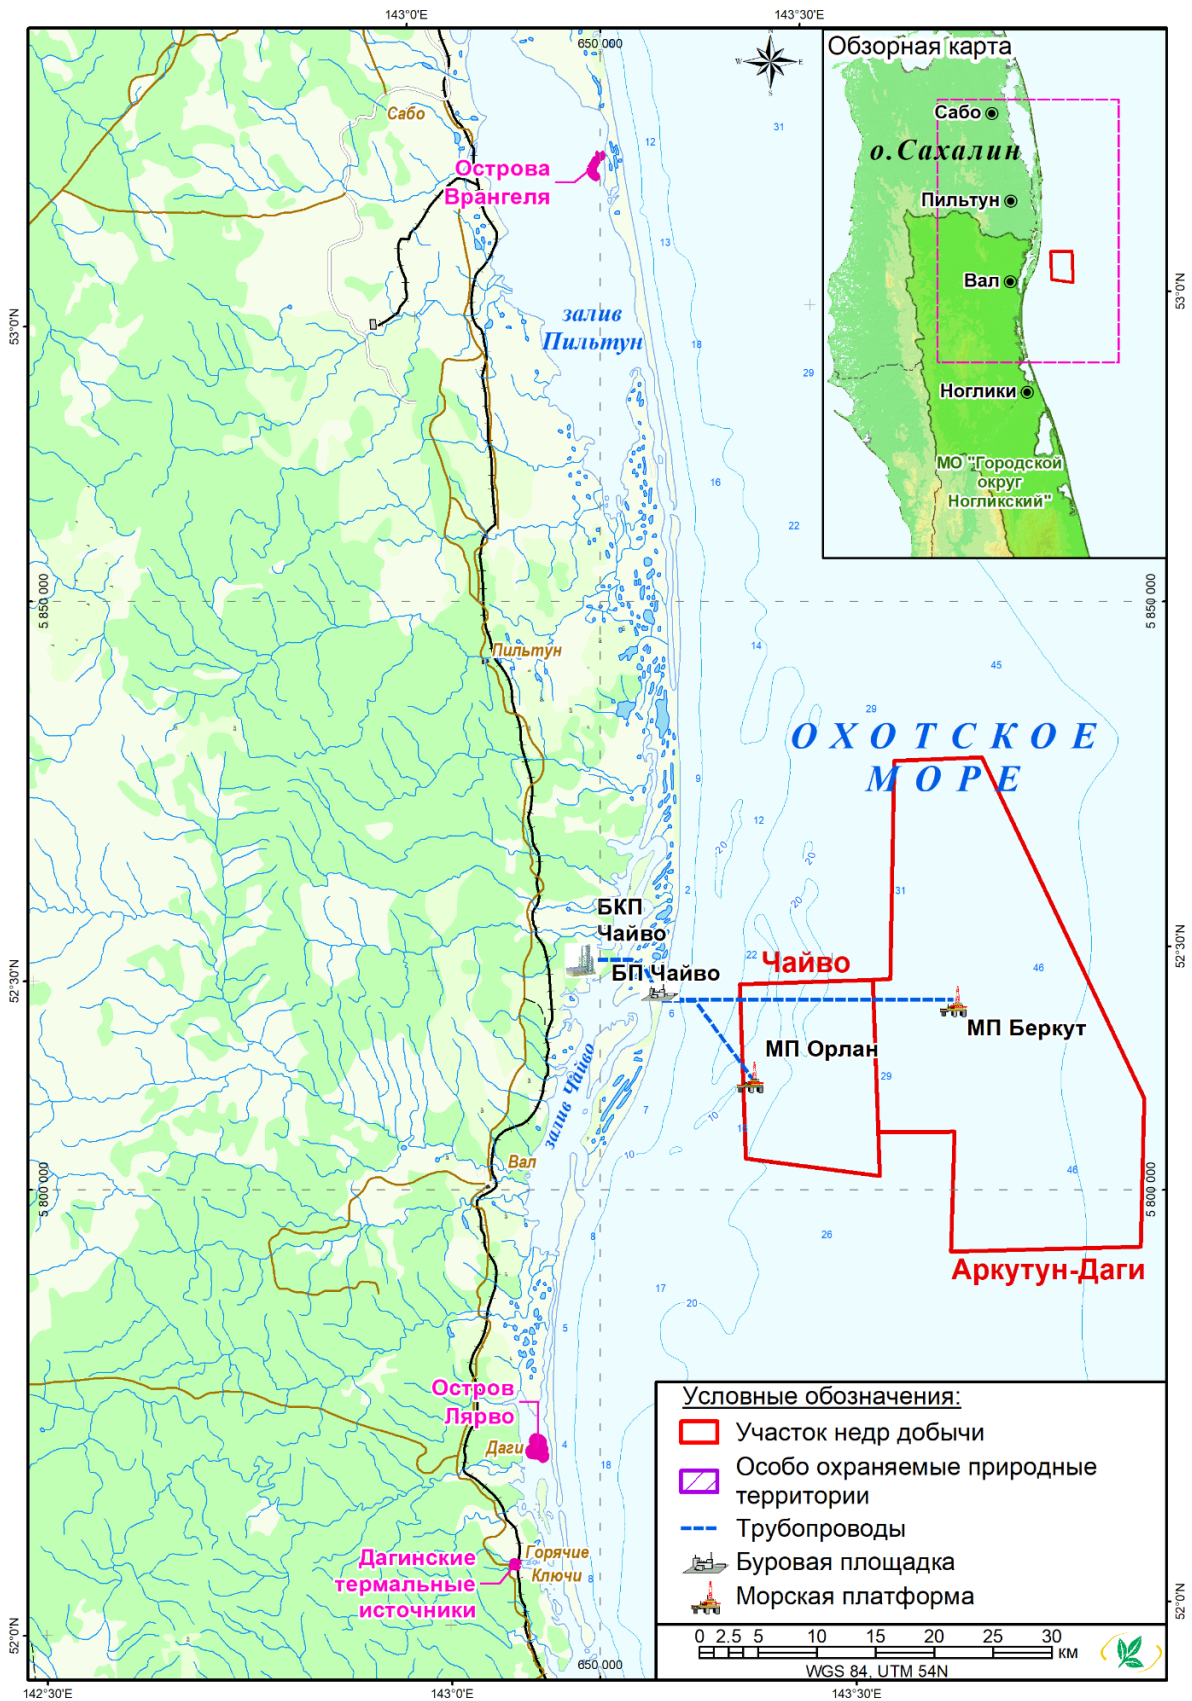 143°0'E
143°30'E
650 000
W E
S
Обзорная карта
Сабо
о.Сахалин
Пильтун
Вал
Ноглики
МО "Городской
округ
Ногликский"
Сабо
31
12
Острова
Врангеля
13
53°0'N
53°0'N
залив
Пильтун
18
29
16
22
5 850 000
5 850 000
Пильтун
14
45
29
ОХОТСКОЕ
МОРЕ
9
12
20
20
2
31
20
БКП
Чайво
22
46
52°30'N
52°30'N
Чайво
БП Чайво
6
МП Беркут
МП Орлан
залив Чайво
29
7
10
10
Вал
46
5 800 000
5 800 000
8
26
Аркутун-Даги
17
20
5
Остров
Лярво
Даги
4
18
Горячие
Ключи
8
Дагинские
термальные
источники
Условные обозначения:
Участок недр добычи
Особо охраняемые природные
территории
Трубопроводы
Буровая площадка
Морская платформа
52°0'N
52°0'N
0 2.5 5 10 15 20 25 30
км
WGS 84, UTM 54N
650 000
142°30'E
143°0'E
143°30'E